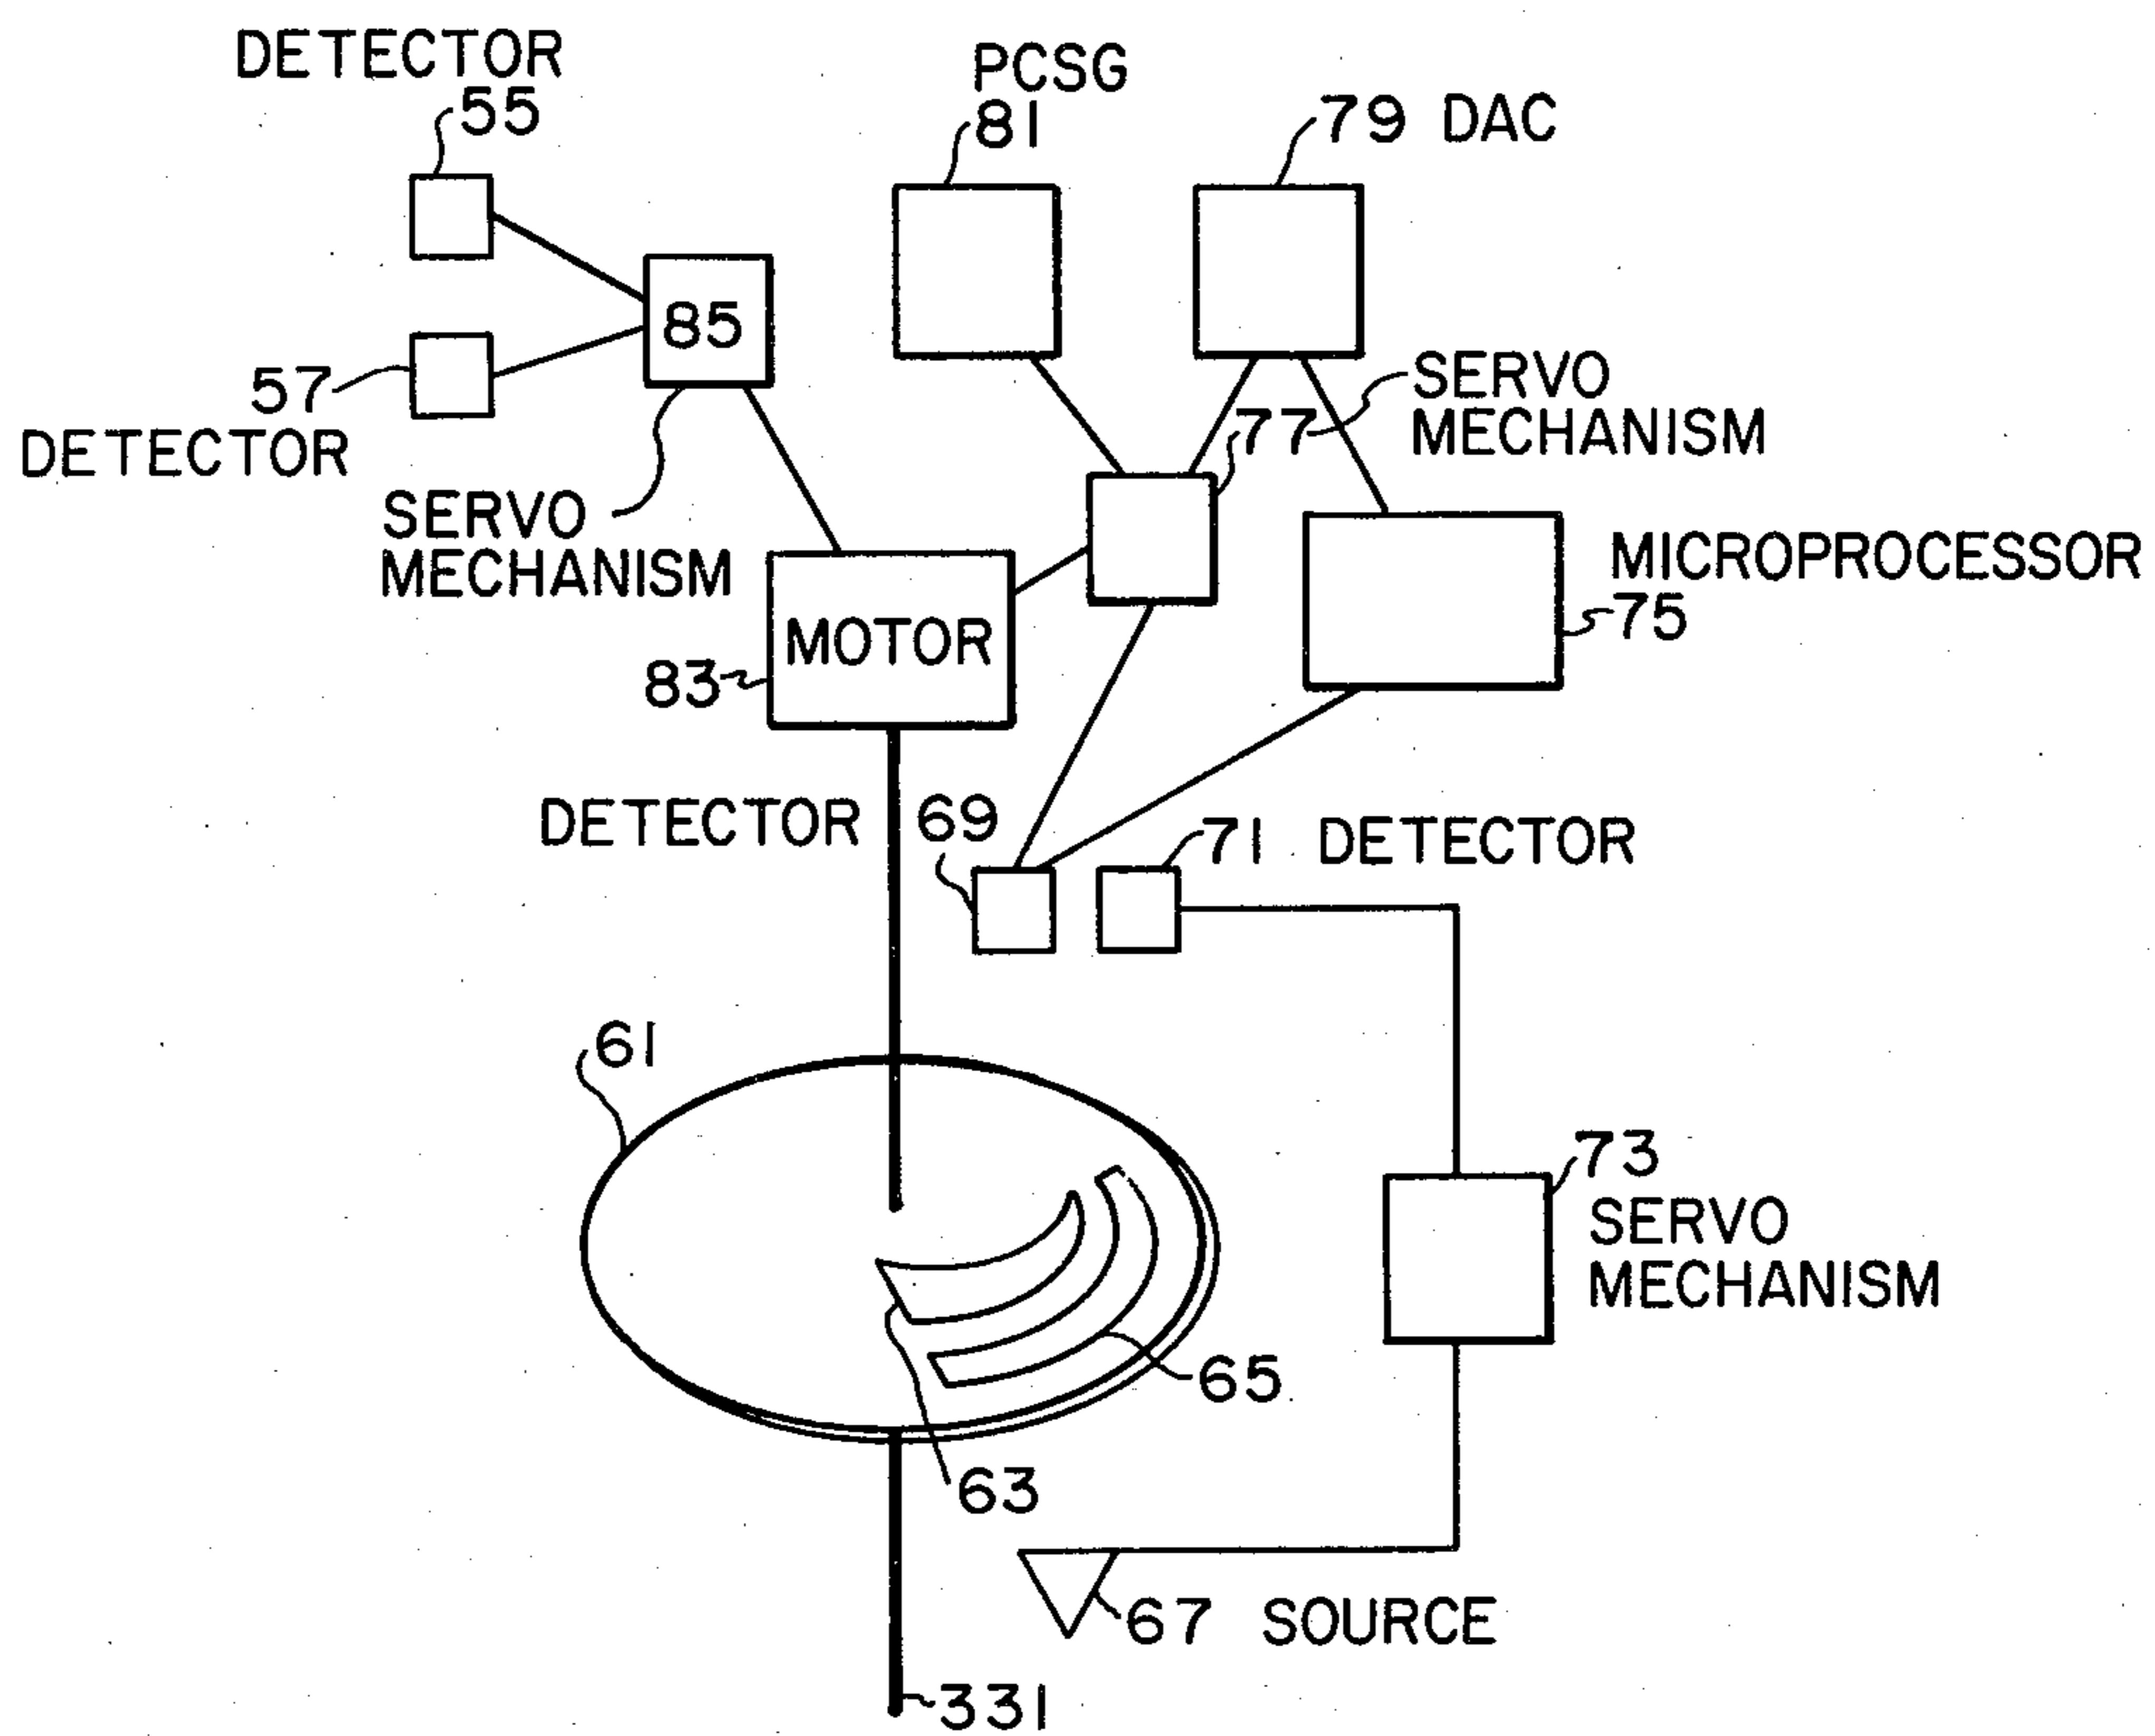 DETECTOR
55
PCSG
81
79 DAC
85
57
DETECTOR
SERVO
MECHANISM
77
SERVO
MECHANISM
MICROPROCESSOR
75
MOTOR
83
DETECTOR 69
71 DETECTOR
61
73
SERVO
MECHANISM
65
63
67 SOURCE
331